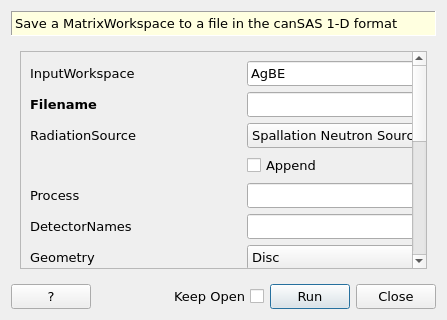 Save a MatrixWorkspace to a file in the canSAS 1-D format
InputWorkspace AgBE
Filename
RadiationSource Spallation Neutron Sourc
Append
Process
DetectorNames
Geometry Disc
? Keep Open Run Close